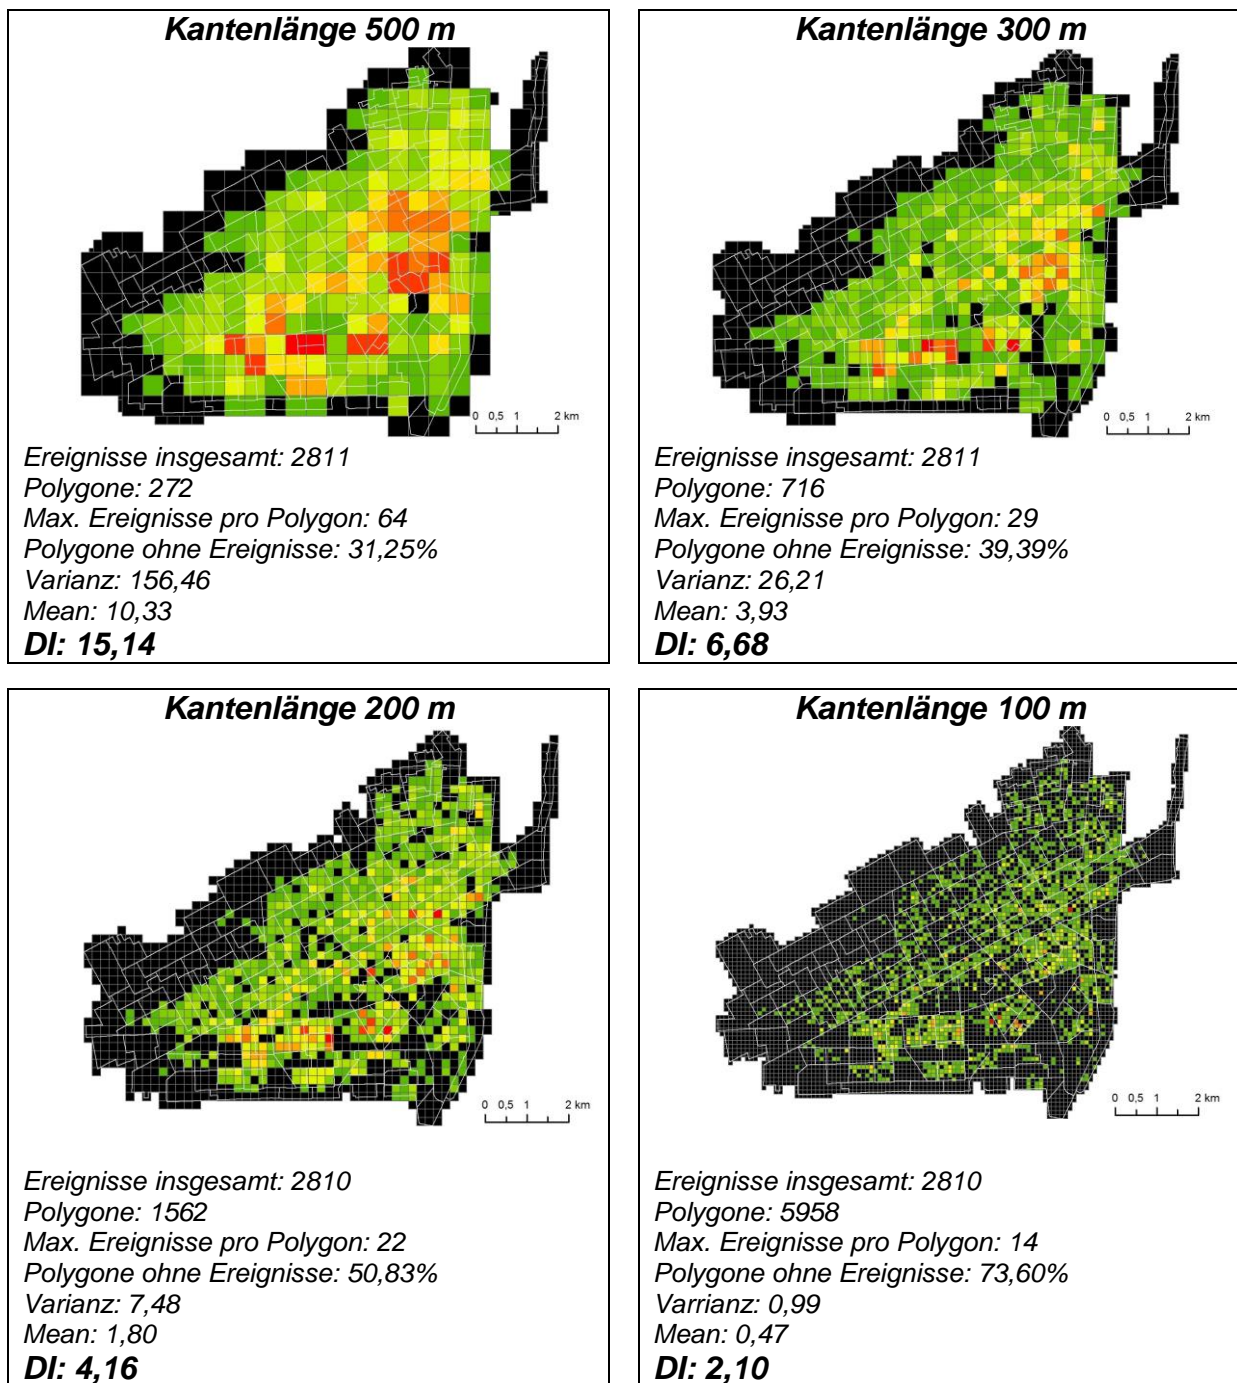 Kantenlänge 500 m
0 0,5 1 2 km
Ereignisse insgesamt: 2811
Polygone: 272
Max. Ereignisse pro Polygon: 64
Polygone ohne Ereignisse: 31,25%
Varianz: 156,46
Mean: 10,33
DI: 15,14
Kantenlänge 300 m
0 0,5 1 2 km
Ereignisse insgesamt: 2811
Polygone: 716
Max. Ereignisse pro Polygon: 29
Polygone ohne Ereignisse: 39,39%
Varianz: 26,21
Mean: 3,93
DI: 6,68
Kantenlänge 200 m
0 0,5 1 2 km
Ereignisse insgesamt: 2810
Polygone: 1562
Max. Ereignisse pro Polygon: 22
Polygone ohne Ereignisse: 50,83%
Varianz: 7,48
Mean: 1,80
DI: 4,16
Kantenlänge 100 m
0 0,5 1 2 km
Ereignisse insgesamt: 2810
Polygone: 5958
Max. Ereignisse pro Polygon: 14
Polygone ohne Ereignisse: 73,60%
Varrianz: 0,99
Mean: 0,47
DI: 2,10